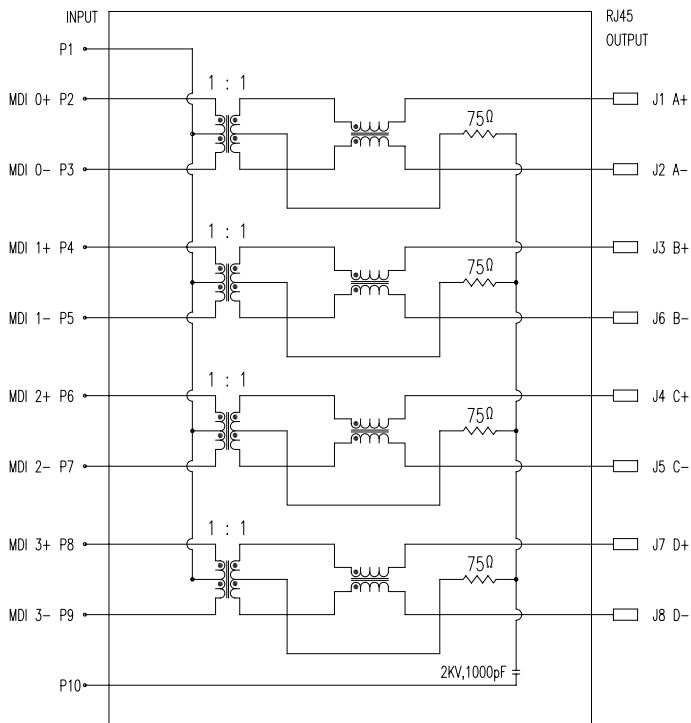 INPUT
RJ45
OUTPUT
P1
1 : 1
MDI 0+ P2
J1 A+
75Ω
MDI 0- P3
J2 A-
1 : 1
MDI 1+ P4
J3 B+
75Ω
MDI 1- P5
J6 B-
1 : 1
MDI 2+ P6
J4 C+
75Ω
MDI 2- P7
J5 C-
1 : 1
MDI 3+ P8
J7 D+
75Ω
MDI 3- P9
J8 D-
2KV,1000pF
P10